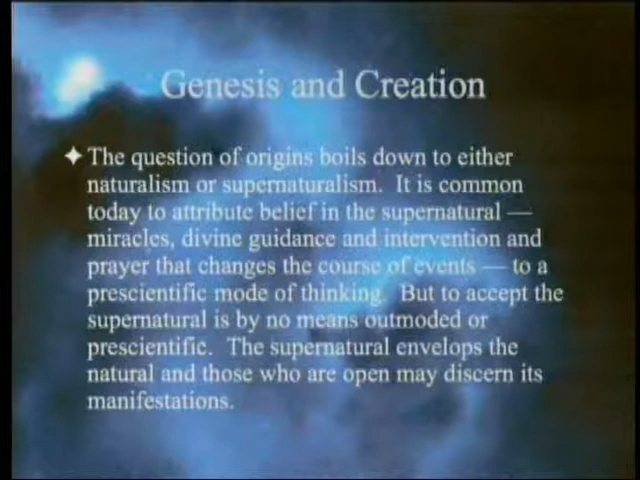 Genesis and Creation
The question of origins boils down to either
naturalism or supernaturalism. It is common
today to attribute belief in the supernatural —
miracles, divine guidance and intervention and
prayer that changes the course of events — to a
prescientific mode of thinking. But to accept the
supernatural is by no means outmoded or
prescientific. The supernatural envelops the
natural and those who are open may discern its
manifestations.